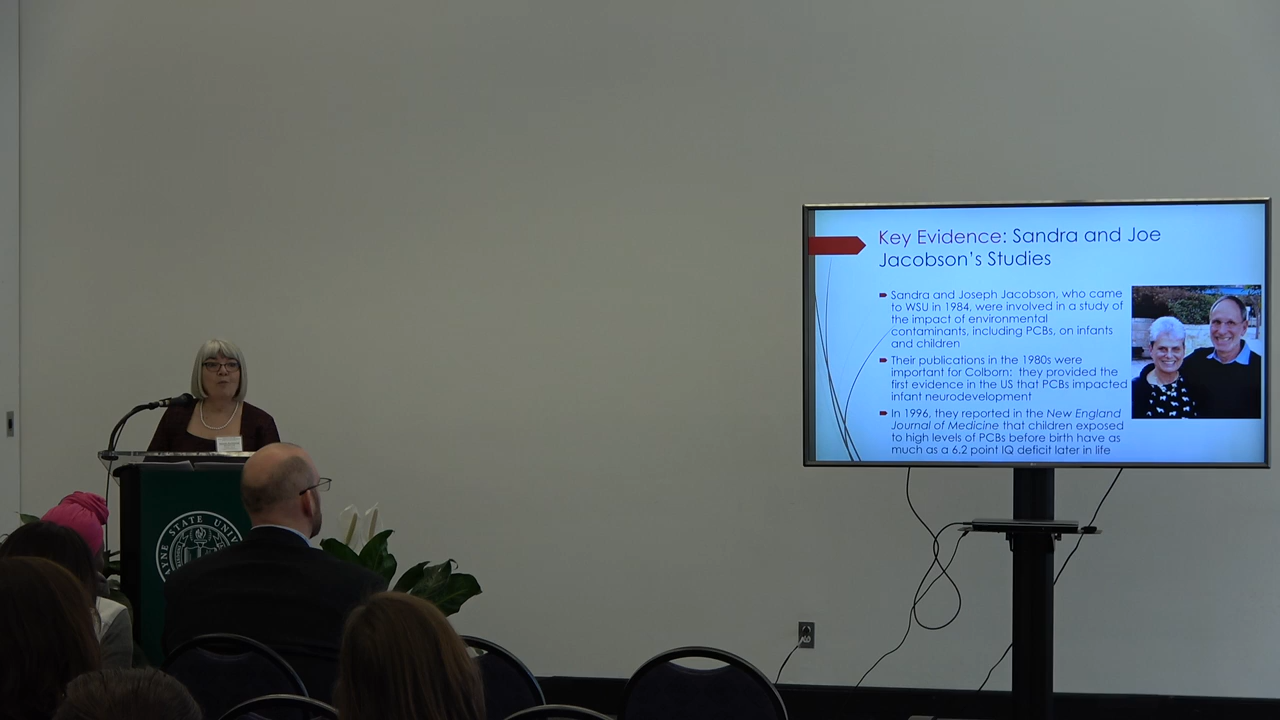 Key Evidence: Sandra and Joe
Jacobson's Studies
Sandra and Joseph Jacobson, who came
to WSU in 1984, were involved in a study of
the impact of environmental
contaminants, including PCBs, on infants
and children
Their publications in the 1980s were
important for Colborn: they provided the
first evidence in the US that PCBs impacted
infant neurodevelopment
In 1996, they reported in the New England
Journal of Medicine that children exposed
to high levels of PCBs before birth have as
much as a 6.2 point IQ deficit later in life
YNE STATE UNIV